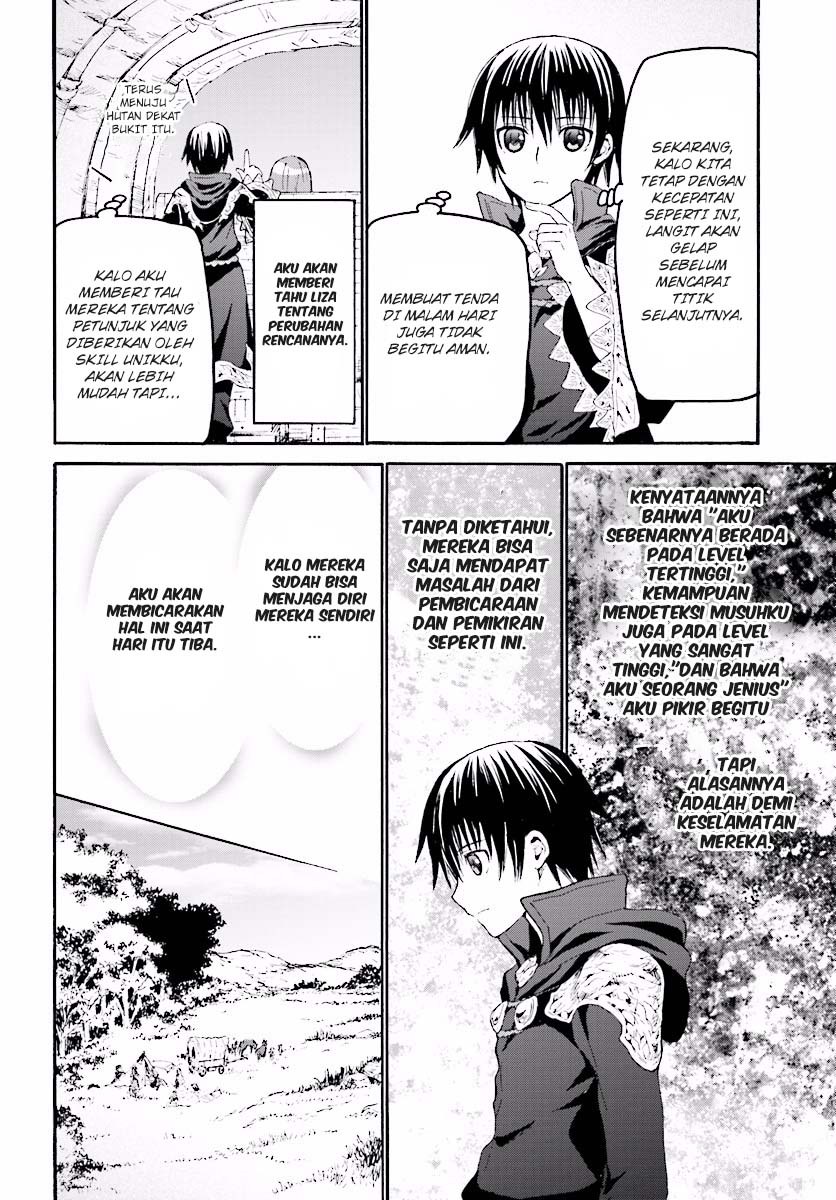 SEKARANG,
KALO KITA
TETAP DENGAN
KECEPATAN
SEPERTI INI,
LANGIT AKAN
GELAP
SEBELUM
MENCAPAI
TITIK
SELANJUTNYA.
MEMBUAT TENDA
DI MALAM HARI
JUGA TIDAK
BEGITU AMAN.
TERUS
MENUJU
HUTAN DEKAT
BUKIT ITU.
AKU AKAN
MEMBERI
TAHU LIZA
TENTANG
PERUBAHAN
RENCANANYA.
KALO AKU
MEMBERI TAU
MEREKA TENTANG
PETUNJUK YANG
DIBERIKAN OLEH
SKILL UNIKKU,
AKAN LEBIH
MUDAH TAPI...
KENYATAANNYA
BAHWA "AKU
SEBENARNYA BERADA
PADA LEVEL
TERTINGGI,"
KEMAMPUAN
MENDETEKSI MUSUHKU
JUGA PADA LEVEL
YANG SANGAT
TINGGI,"DAN BAHWA
AKU SEORANG JENIUS"
AKU PIKIR BEGITU
, TAPI
ALASANNYA
ADALAH DEMI
KESELAMATAN
MEREKA.
TANPA DIKETAHUI,
MEREKA BISA
SAJA MENDAPAT
MASALAH DARI
PEMBICARAAN
DAN PEMIKIRAN
SEPERTI INI.
KALO MEREKA
SUDAH BISA
MENJAGA DIRI
MEREKA SENDIRI
...
AKU AKAN
MEMBICARAKAN
HAL INI SAAT
HARI ITU TIBA.